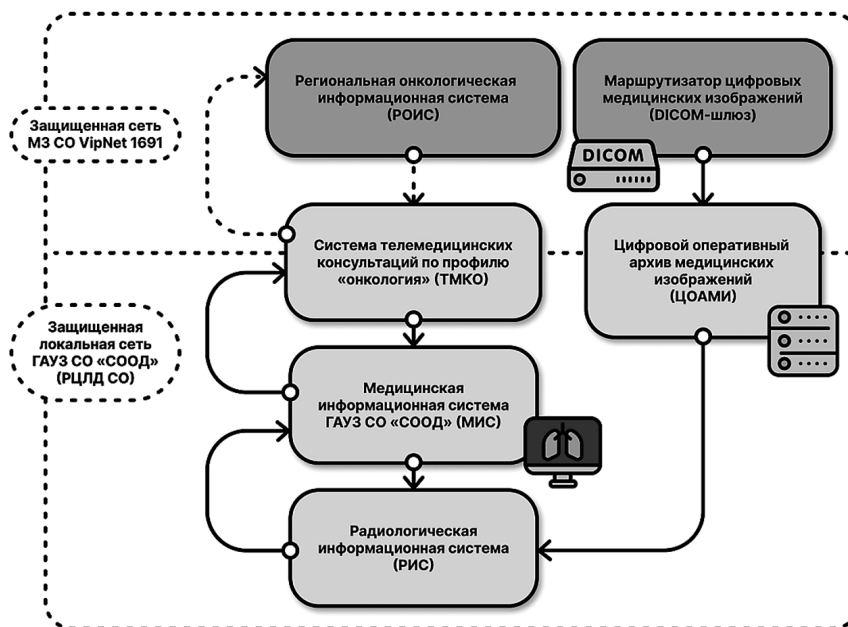 Региональная онкологическая
информационная система
(РОИС)
Маршрутизатор цифровых
медицинских изображений
(DICOM-шлюз)
Защищенная сеть
МЗ СО VipNet 1691
DICOM
Система телемедицинских
консультаций по профилю
«онкология» (ТМКО)
Цифровой оперативный
архив медицинских
изображений
(ЦОАМИ)
Защищенная
локальная сеть
ГАУЗ СО «СООД»
(РЦЛД СО)
Медицинская
информационная система
ГАУЗ СО «СООД» (МИС)
Радиологическая
информационная система
(РИС)